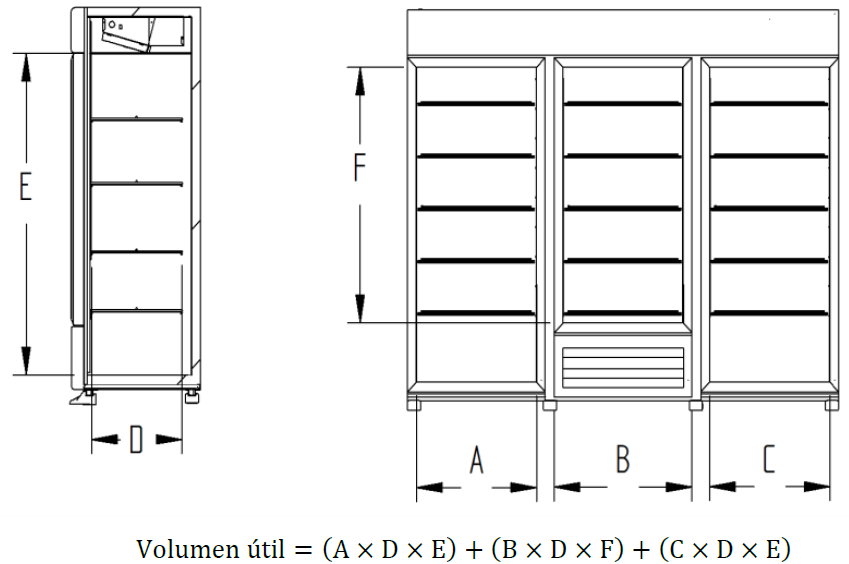 E
F
D
A
B
C
Volumen útil = (A × D × E) + (B × D × F) + (C × D × E)